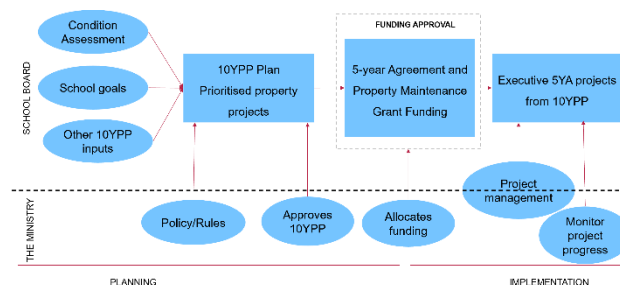 Condition
Assessment
School goals
Other 10YPP
inputs
SCHOOL BOARD
10YPP Plan
Prioritised property
projects
FUNDING APPROVAL
5-year Agreement and
Property Maintenance
Grant Funding
Executive 5YA projects
from 10YPP
THE MINISTRY
Policy/Rules
Approves
10YPP
Allocates
funding
Project
management
Monitor
project
progress
PLANNING
IMPLEMENTATION